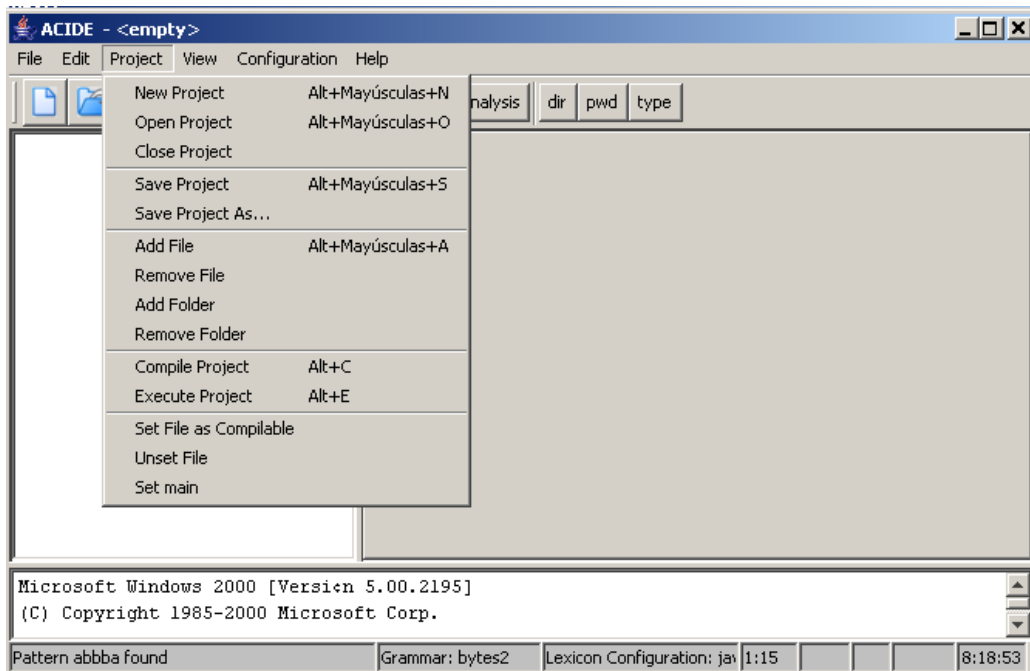 ACIDE - <empty>
File Edit Project View Configuration Help
nalysis dir pwd type
New Project Alt+Mayúsculas+N
Open Project Alt+Mayúsculas+O
Close Project
Save Project Alt+Mayúsculas+S
Save Project As...
Add File Alt+Mayúsculas+A
Remove File
Add Folder
Remove Folder
Compile Project Alt+C
Execute Project Alt+E
Set File as Compilable
Unset File
Set main
Microsoft Windows 2000 [Versi¢n 5.00.2195]
(C) Copyright 1985-2000 Microsoft Corp.
Pattern abbba found Grammar: bytes2 Lexicon Configuration: jav 1:15 8:18:53